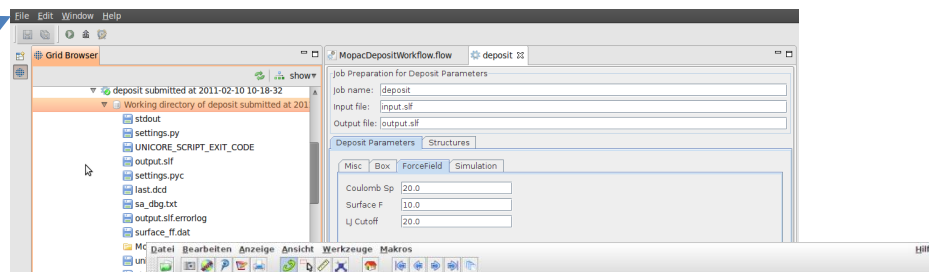 File Edit Window Help
Grid Browser
show
deposit submitted at 2011-02-10 10-18-32
Working directory of deposit submitted at 201
stdout
settings.py
UNICORE_SCRIPT_EXIT_CODE
output.slf
settings.pyc
last.dcd
sa_dbg.txt
output.slf.errorlog
surface_ff.dat
MopacDepositWorkflow.flow deposit
Job Preparation for Deposit Parameters
Job name: deposit
Input file: input.slf
Output file: output.slf
Deposit Parameters Structures
Misc Box ForceField Simulation
Coulomb Sp 20.0
Surface F 10.0
LJ Cutoff 20.0
Datei Bearbeiten Anzeige Ansicht Werkzeuge Makros